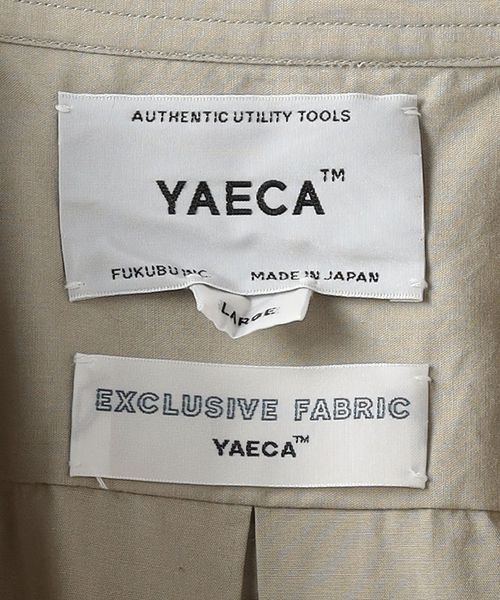 AUTHENTIC UTILITY TOOLS
YAECA™
FUKUBU INC. MADE IN JAPAN
LARGE
EXCLUSIVE FABRIC
YAECA™